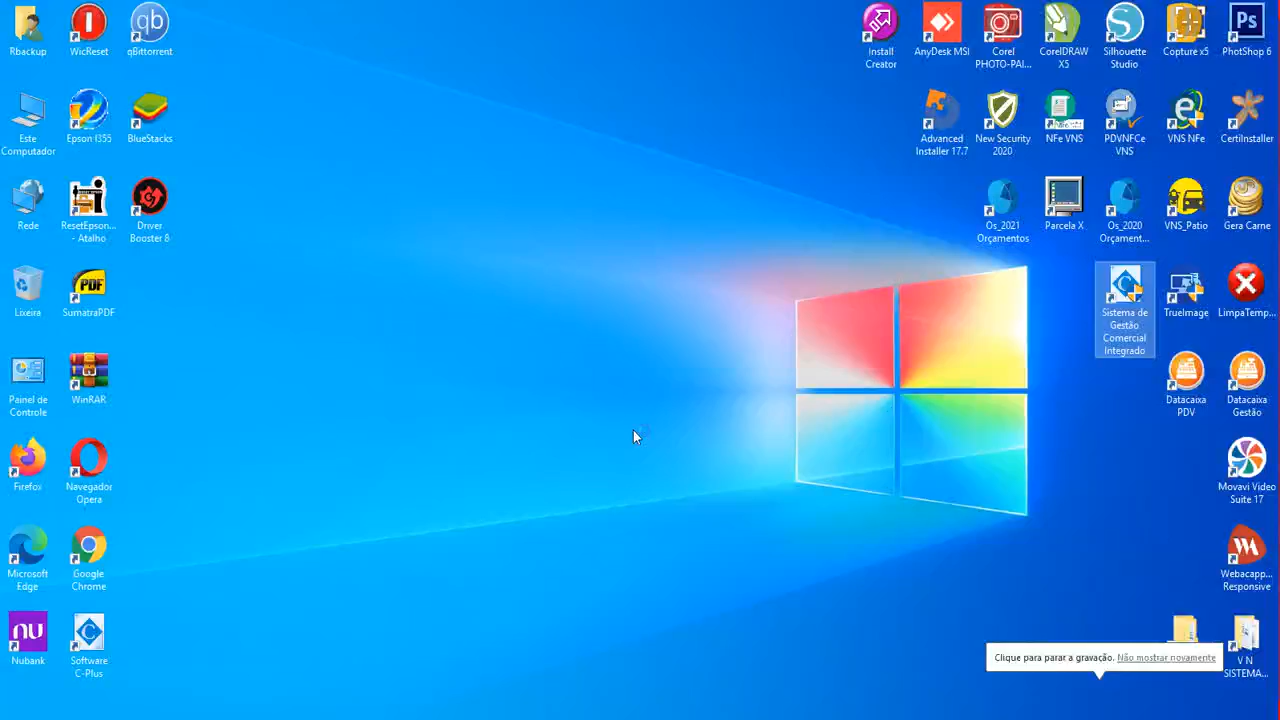 Rbackup
WicReset
qBittorrent
Install
Creator
AnyDesk MSI
Corel
PHOTO-PAI...
CorelDRAW
X5
Silhouette
Studio
Copture x5
PhotShop 6
Este
Computador
Epson l355
BlueStacks
Advanced
Installer 17.7
New Security
2020
NFe VNS
PDVNFCe
VNS
VNS NFe
CertiInstaller
Rede
ResetEpson...
- Atalho
Driver
Booster 8
Os_2021
Orçamentos
Parcela X
Os_2020
Orçament...
VNS_Patio
Gera Carne
Lixeira
SumatraPDF
Sistema de
Gestão
Comercial
Integrado
TrueImage
LimpaTemp...
Painel de
Controle
WinRAR
Datacaixa
PDV
Datacaixa
Gestão
Firefox
Navegador
Opera
Movavi Video
Suite 17
Microsoft
Edge
Google
Chrome
Webacapp...
Responsive
Nubank
Software
C-Plus
Clique para parar a gravação. Não mostrar novamente
V N
SISTEMA...